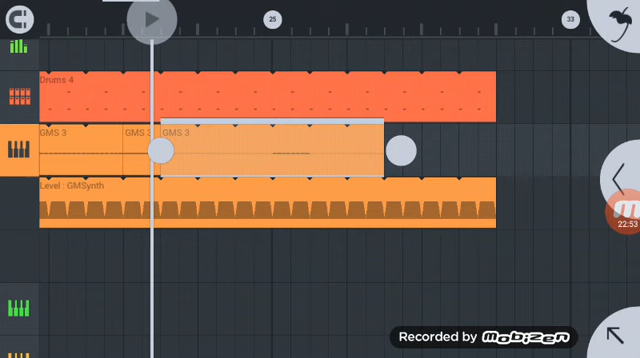 25
33
Drums 4
GMS 3
GMS 3
GMS 3
Level : GMSynth
22:53
Recorded by mobizen